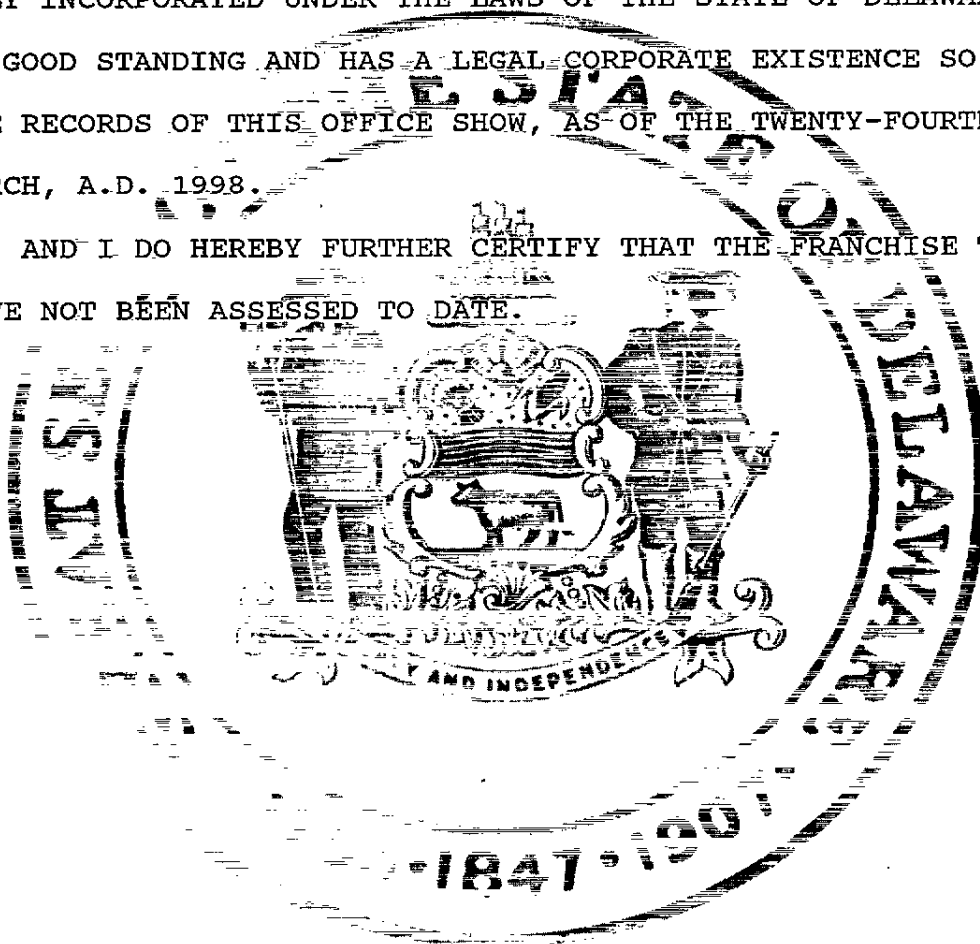 INCORPORATED UNDER THE LAWS OF THE STATE OF
GOOD STANDING AND HAS A LEGAL CORPORATE EXISTENCE SO
RECORDS OF THIS OFFICE SHOW, AS OF THE
A.D. 1998.
AND I DO HEREBY FURTHER CERTIFY THAT THE FRANCHISE
NOT BEEN ASSESSED TO DATE.
DELAWARE
AND INDEPENDENCE
1847 • 1907